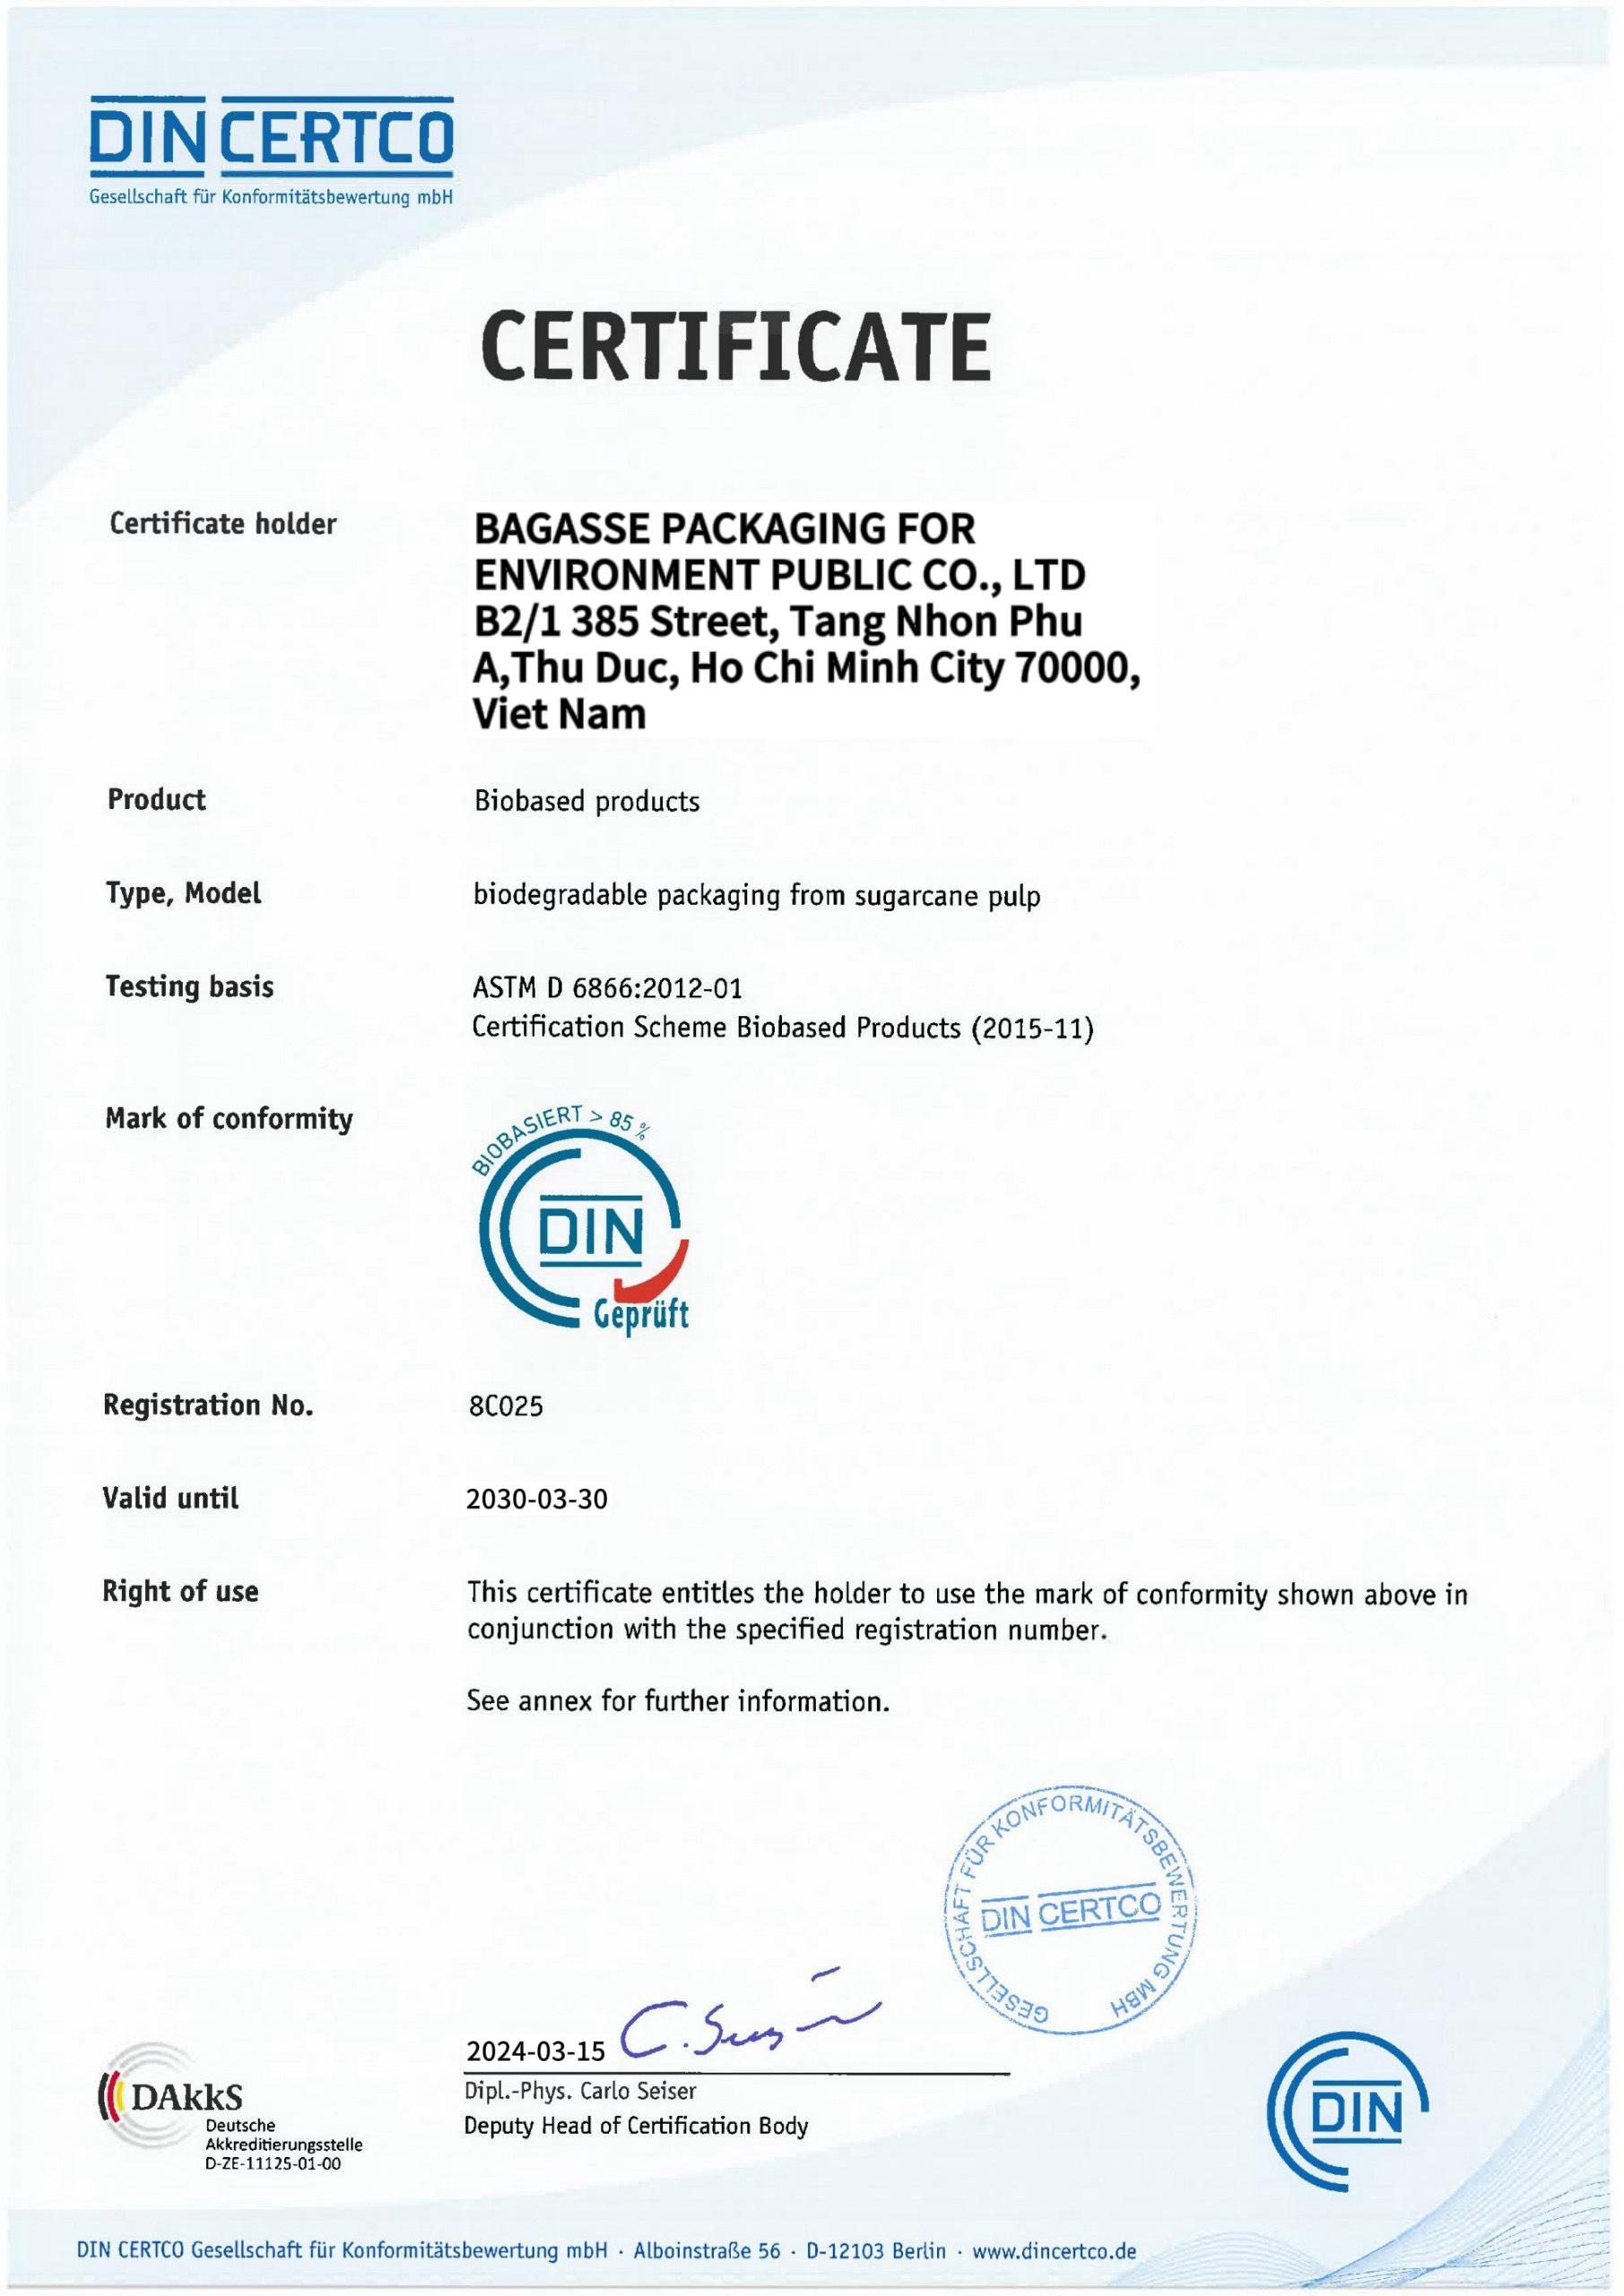 DIN CERTCO
Gesellschaft für Konformitätsbewertung mbH
CERTIFICATE
Certificate holder
BAGASSE PACKAGING FOR
ENVIRONMENT PUBLIC CO., LTD
B2/1 385 Street, Tang Nhon Phu
A,Thu Duc, Ho Chi Minh City 70000,
Viet Nam
Product
Biobased products
Type, Model
biodegradable packaging from sugarcane pulp
Testing basis
ASTM D 6866:2012-01
Certification Scheme Biobased Products (2015-11)
Mark of conformity
BIOBASIERT > 85 %
DIN
Geprüft
Registration No.
8C025
Valid until
2030-03-30
Right of use
This certificate entitles the holder to use the mark of conformity shown above in
conjunction with the specified registration number.
See annex for further information.
GESELLSCHAFT FÜR KONFORMITÄTSBEWERTUNG MBH
DIN CERTCO
2024-03-15
Dipl.-Phys. Carlo Seiser
Deputy Head of Certification Body
DAkkS
Deutsche
Akkreditierungsstelle
D-ZE-11125-01-00
DIN
DIN CERTCO Gesellschaft für Konformitätsbewertung mbH · Alboinstraße 56 · D-12103 Berlin · www.dincertco.de